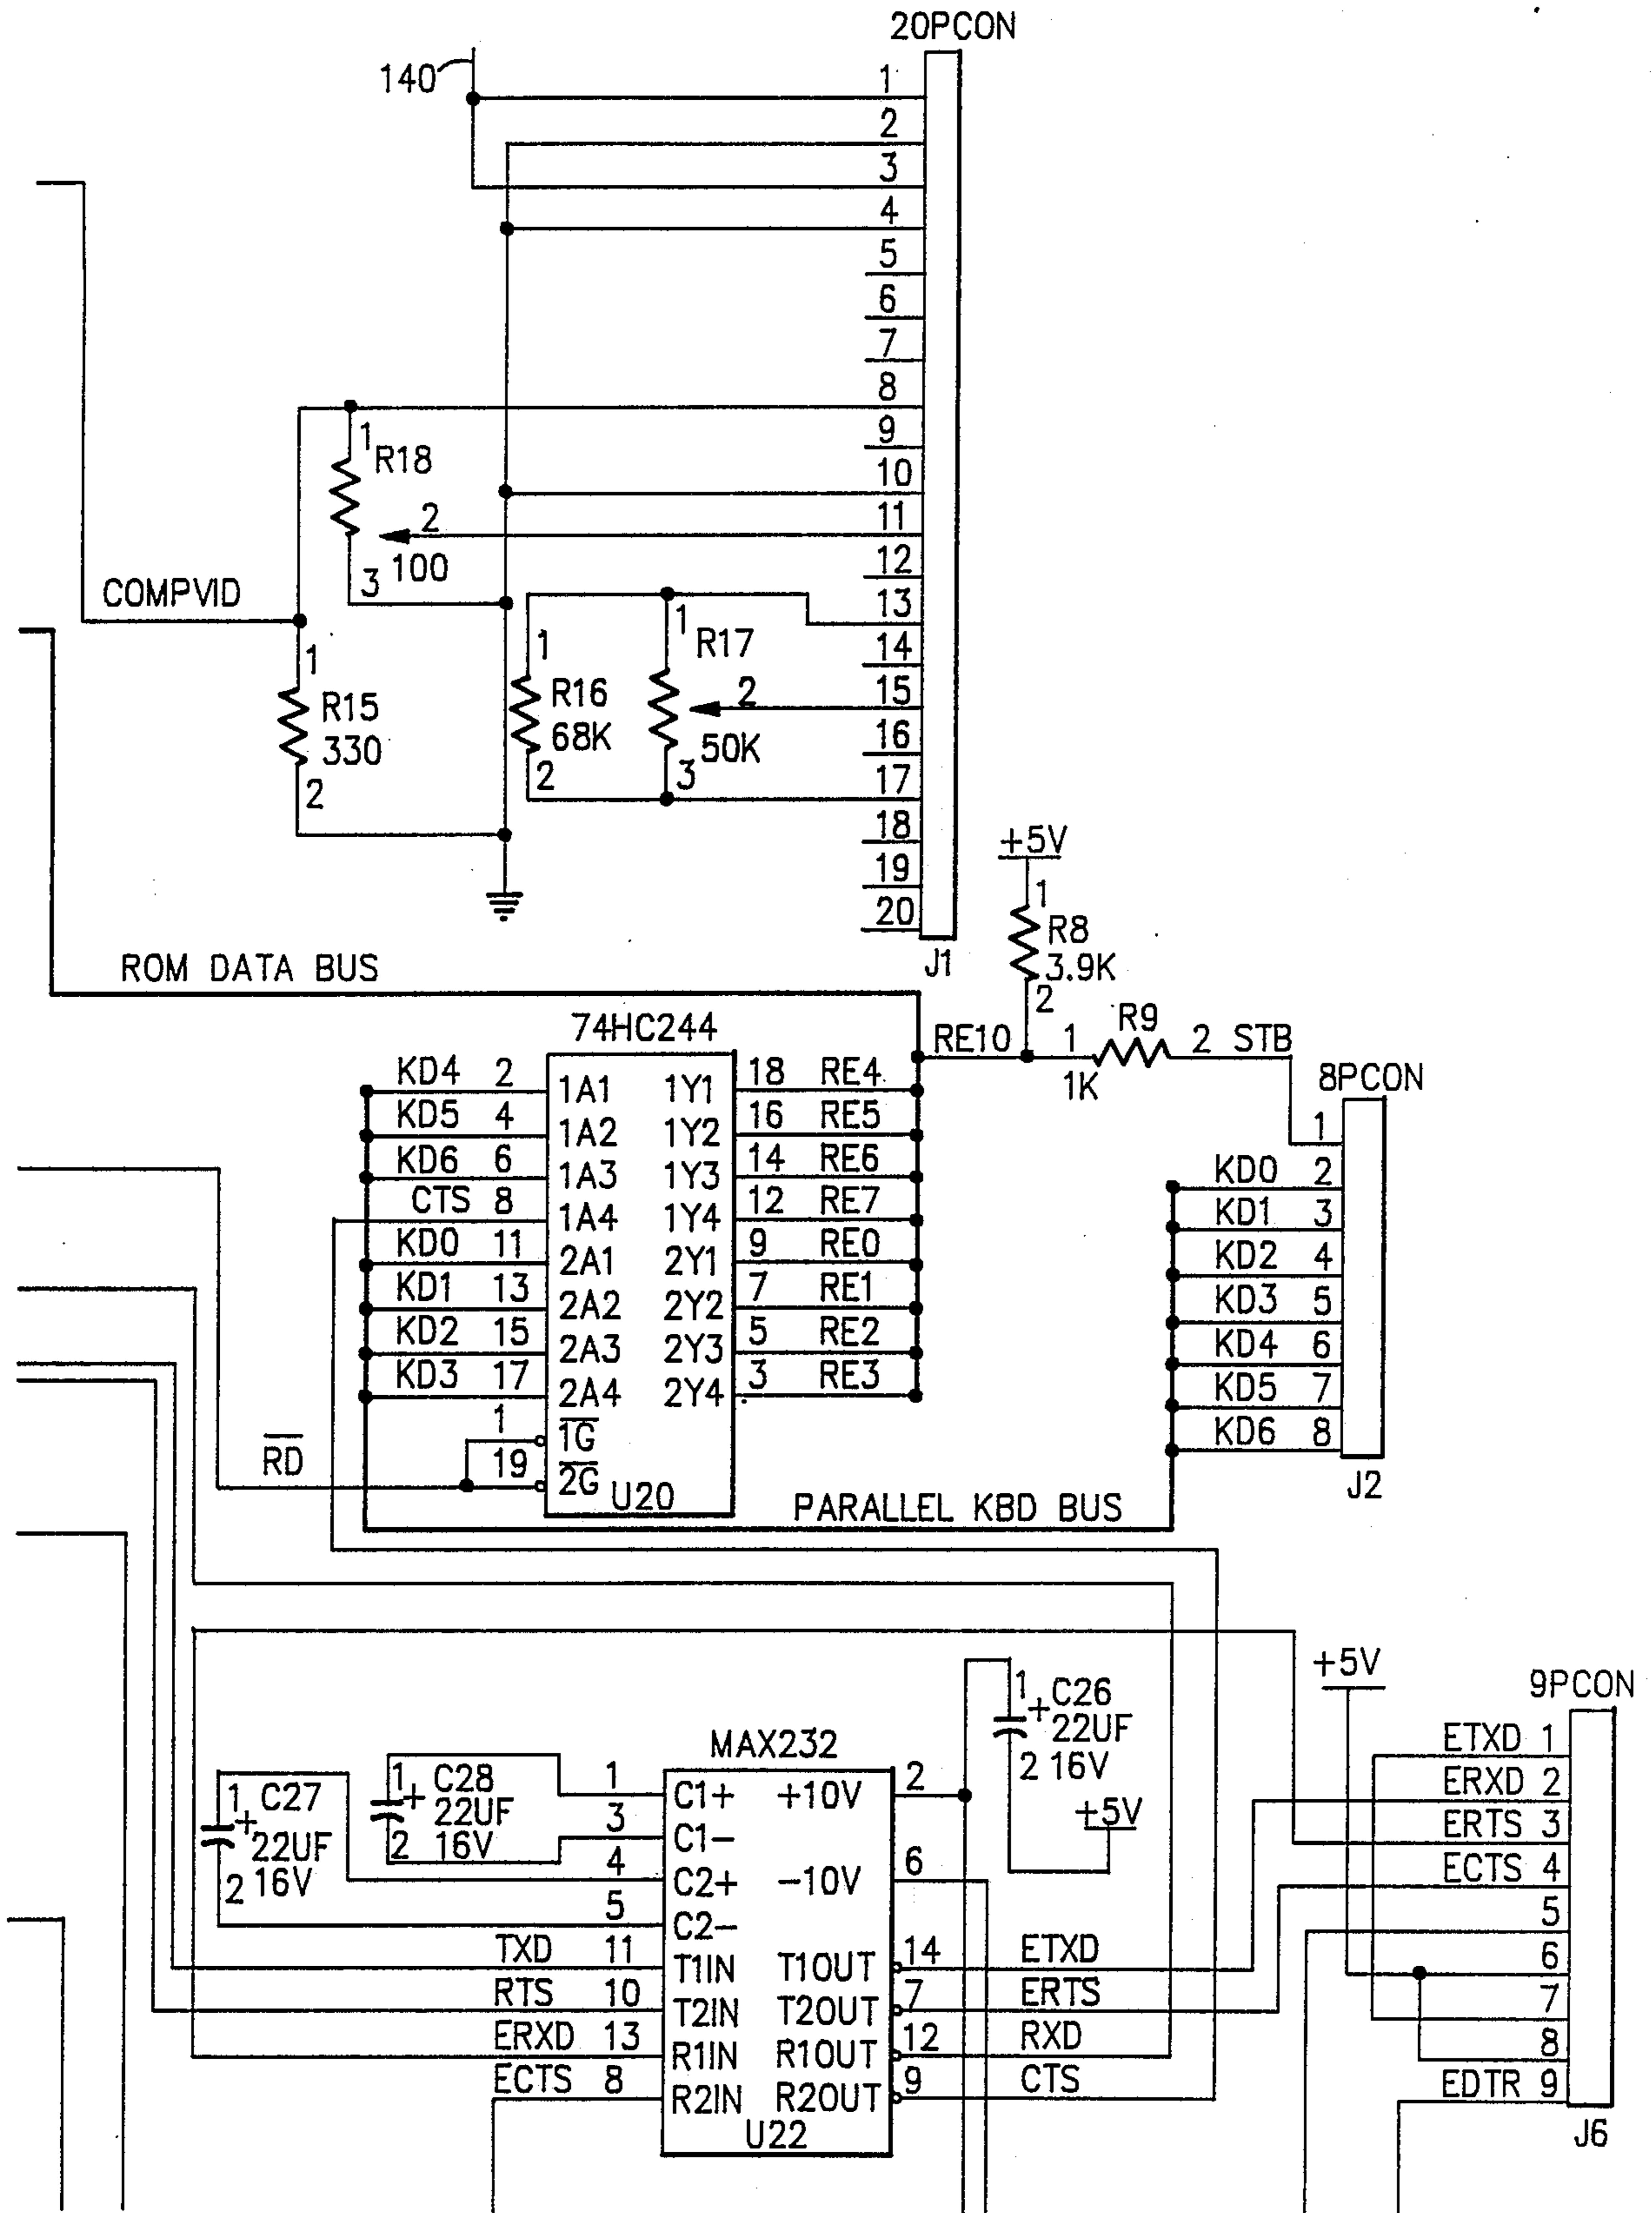 20PCON
140
1
2
3
4
5
6
7
8
9
10
11
12
13
14
15
16
17
18
19
20
J1
1
R18
2
100
3
COMPVID
1
R15
330
2
1
R16
68K
2
1
R17
2
50K
3
+5V
1
R8
3.9K
2
ROM DATA BUS
RE10 1 R9 2 STB
1K
8PCON
74HC244
KD4 2 1A1 1Y1 18 RE4
KD5 4 1A2 1Y2 16 RE5
KD6 6 1A3 1Y3 14 RE6
CTS 8 1A4 1Y4 12 RE7
KD0 11 2A1 2Y1 9 RE0
KD1 13 2A2 2Y2 7 RE1
KD2 15 2A3 2Y3 5 RE2
KD3 17 2A4 2Y4 3 RE3
1 1G
RD 19 2G
U20
1
KD0 2
KD1 3
KD2 4
KD3 5
KD4 6
KD5 7
KD6 8
J2
PARALLEL KBD BUS
+5V
9PCON
1 + C26
22UF
2 16V
+5V
MAX232
1 + C28
22UF
2 16V
1 + C27
22UF
2 16V
1 C1+ +10V 2
3 C1-
4 C2+ -10V 6
5 C2-
TXD 11 T1IN T1OUT 14 ETXD
RTS 10 T2IN T2OUT 7 ERTS
ERXD 13 R1IN R1OUT 12 RXD
ECTS 8 R2IN R2OUT 9 CTS
U22
ETXD 1
ERXD 2
ERTS 3
ECTS 4
5
6
7
8
EDTR 9
J6